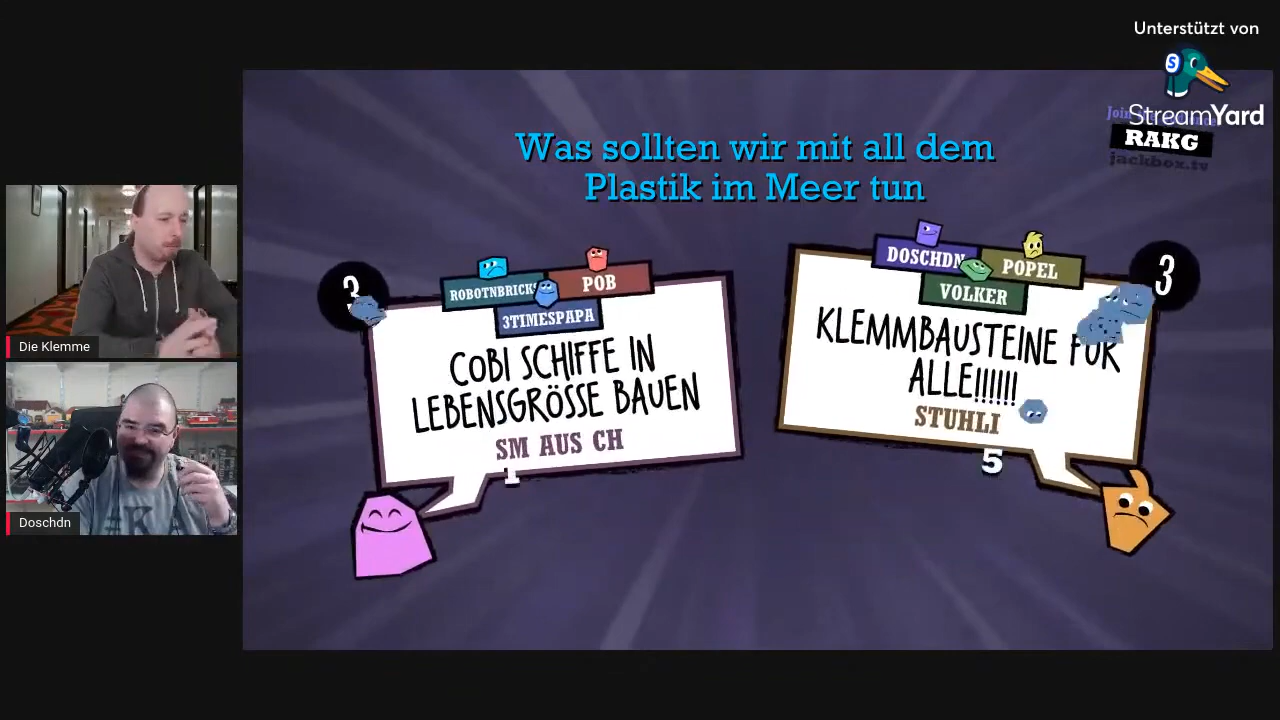 Unterstützt von
StreamYard
RAKG
jackbox.tv
Was sollten wir mit all dem
Plastik im Meer tun
3
ROBOTNBRICKS
POB
3TIMESPAPA
COBI SCHIFFE IN
LEBENSGRÖSSE BAUEN
SM AUS CH
1
DOSCHDN
POPEL
VOLKER
3
KLEMMBAUSTEINE FÜR
ALLE!!!!!!
STUHLI
5
Die Klemme
Doschdn